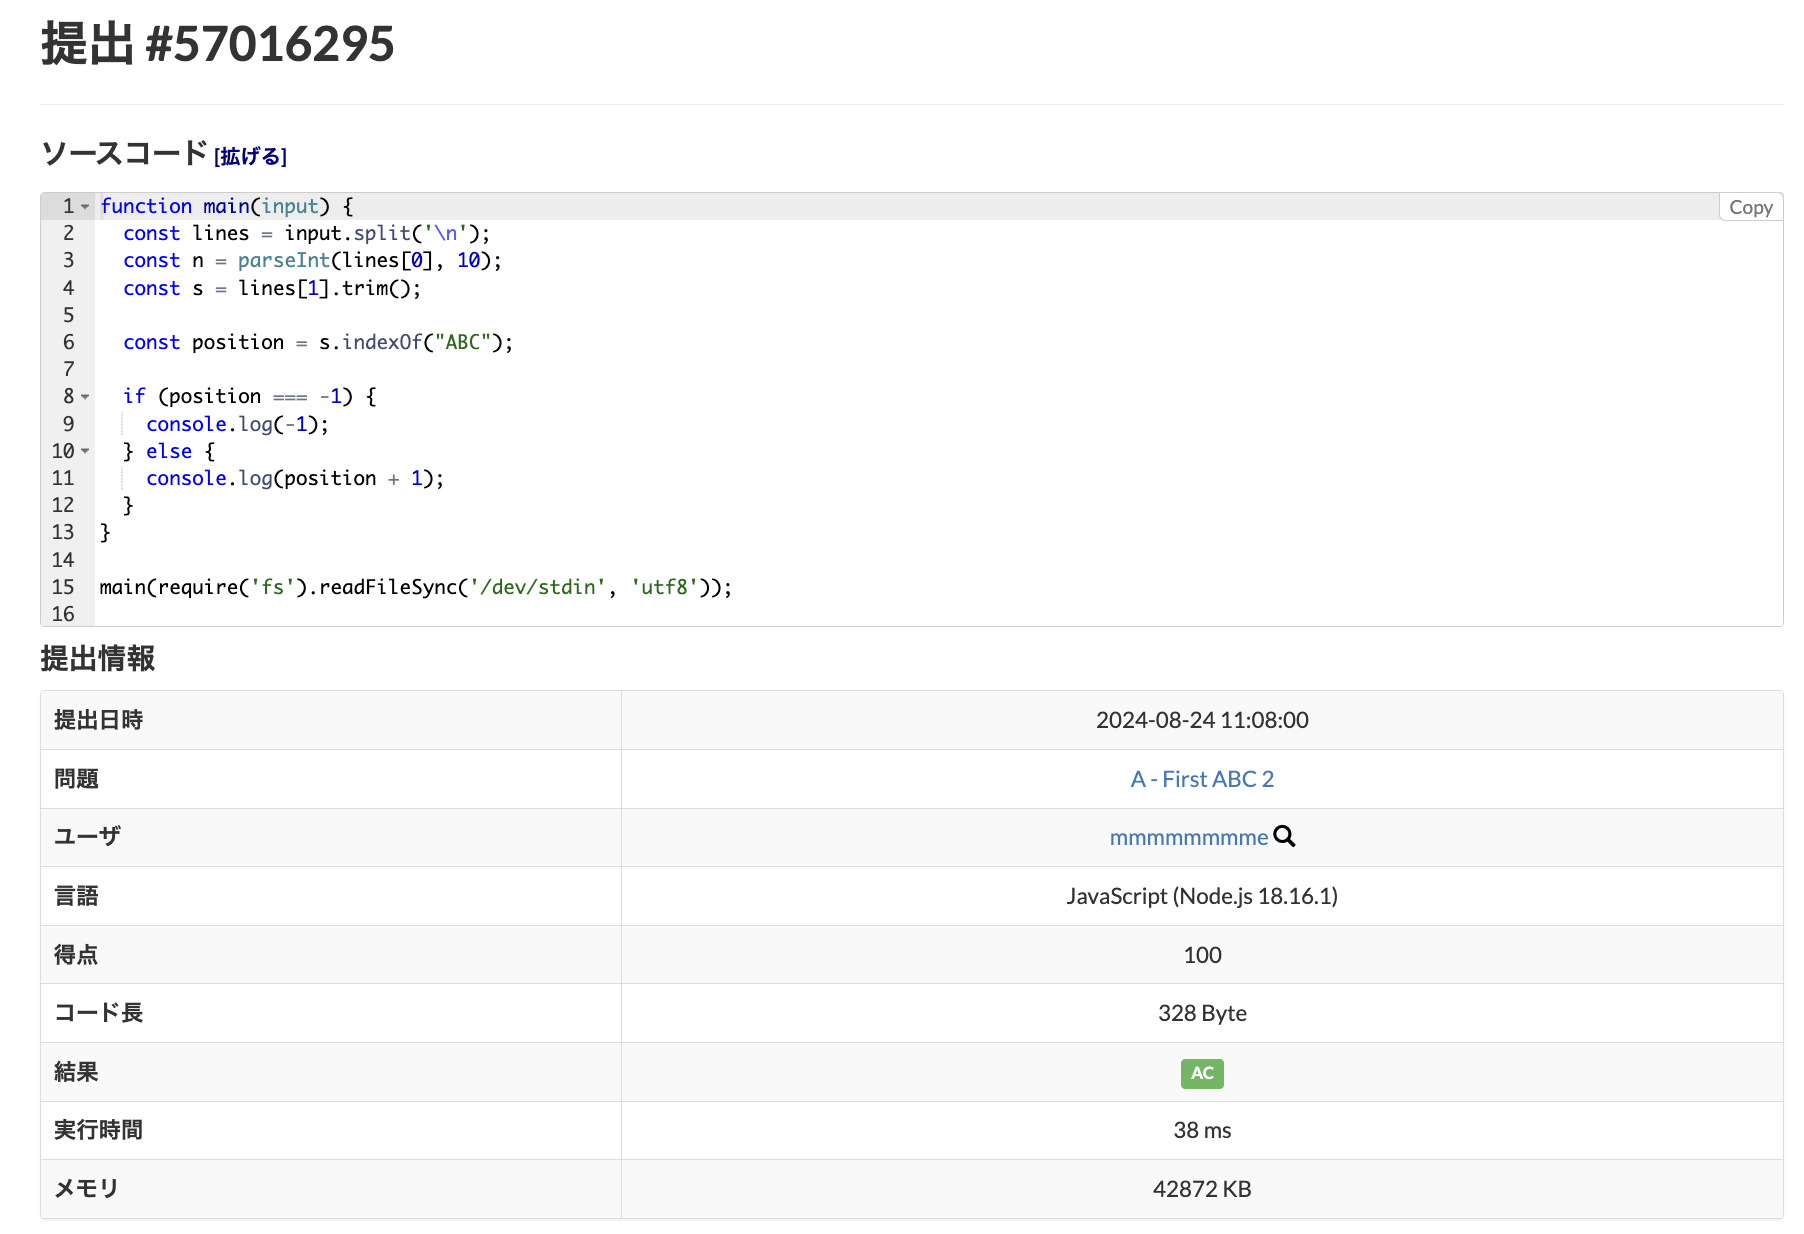 提出 #57016295
ソースコード [拡げる]
Copy
1 function main(input) {
2   const lines = input.split('\n');
3   const n = parseInt(lines[0], 10);
4   const s = lines[1].trim();
5
6   const position = s.indexOf("ABC");
7
8   if (position === -1) {
9     console.log(-1);
10   } else {
11     console.log(position + 1);
12   }
13 }
14
15 main(require('fs').readFileSync('/dev/stdin', 'utf8'));
16
提出情報
提出日時 2024-08-24 11:08:00
問題 A - First ABC 2
ユーザ mmmmmmmme
言語 JavaScript (Node.js 18.16.1)
得点 100
コード長 328 Byte
結果 AC
実行時間 38 ms
メモリ 42872 KB